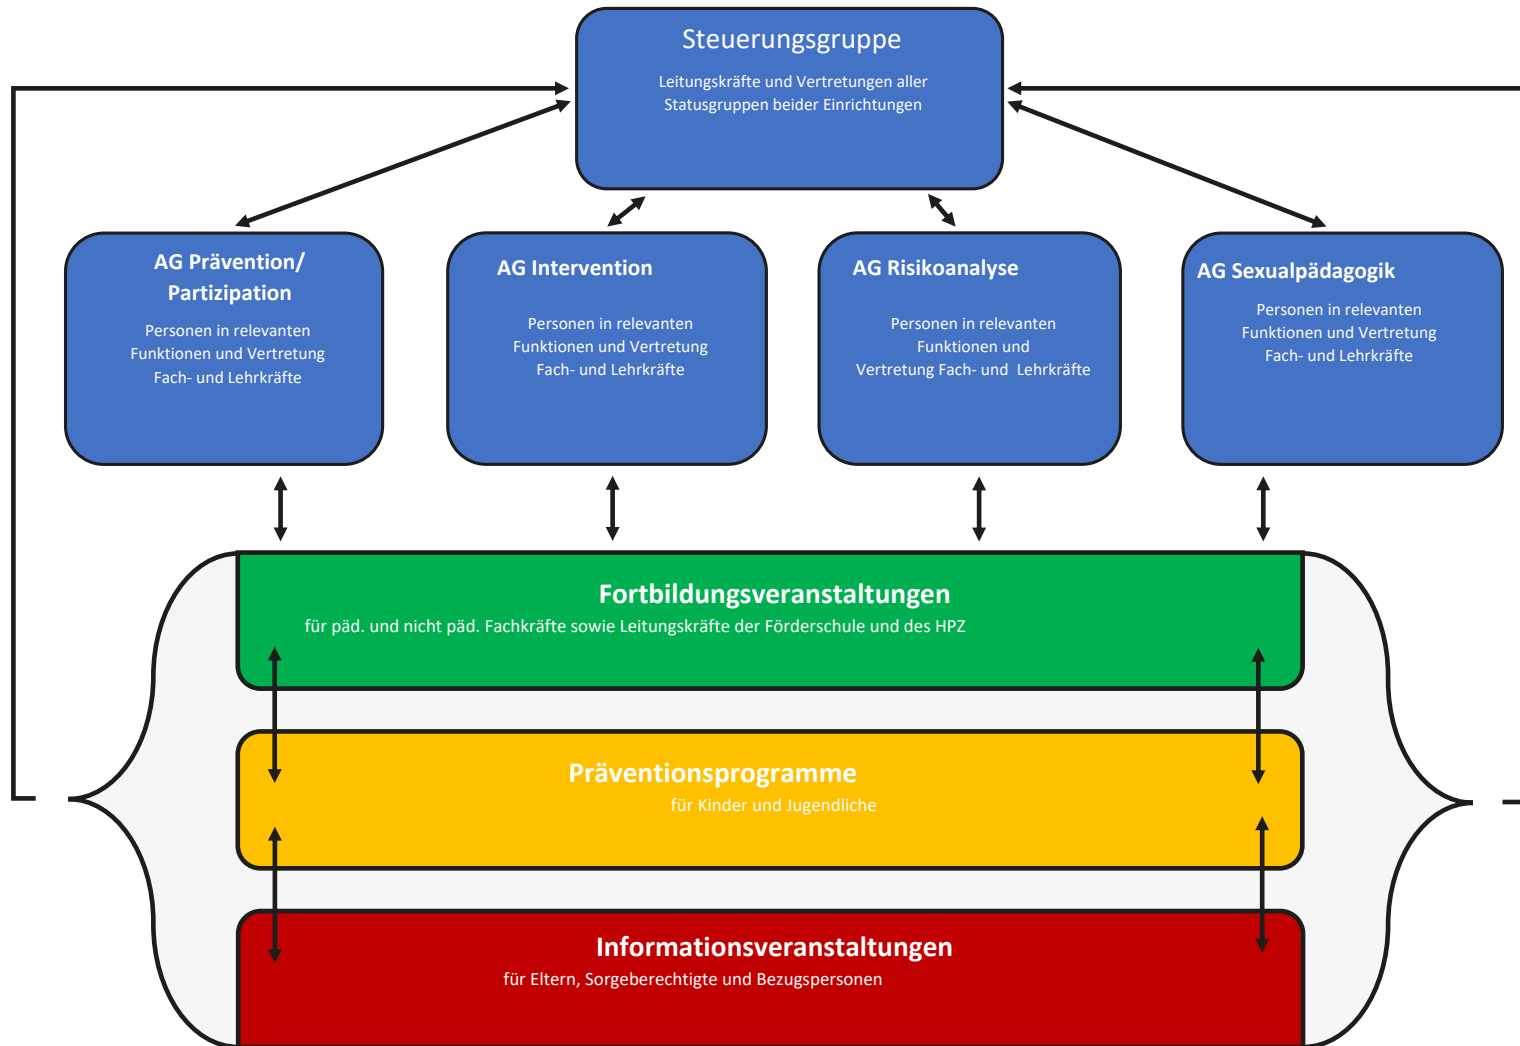 Steuerungsgruppe
Leitungskräfte und Vertretungen aller
Statusgruppen beider Einrichtungen
AG Prävention/
Partizipation
Personen in relevanten
Funktionen und Vertretung
Fach- und Lehrkräfte
AG Intervention
Personen in relevanten
Funktionen und Vertretung
Fach- und Lehrkräfte
AG Risikoanalyse
Personen in relevanten
Funktionen und
Vertretung Fach- und Lehrkräfte
AG Sexualpädagogik
Personen in relevanten
Funktionen und Vertretung
Fach- und Lehrkräfte
Fortbildungsveranstaltungen
für päd. und nicht päd. Fachkräfte sowie Leitungskräfte der Förderschule und des HPZ
Präventionsprogramme
für Kinder und Jugendliche
Informationsveranstaltungen
für Eltern, Sorgeberechtigte und Bezugspersonen